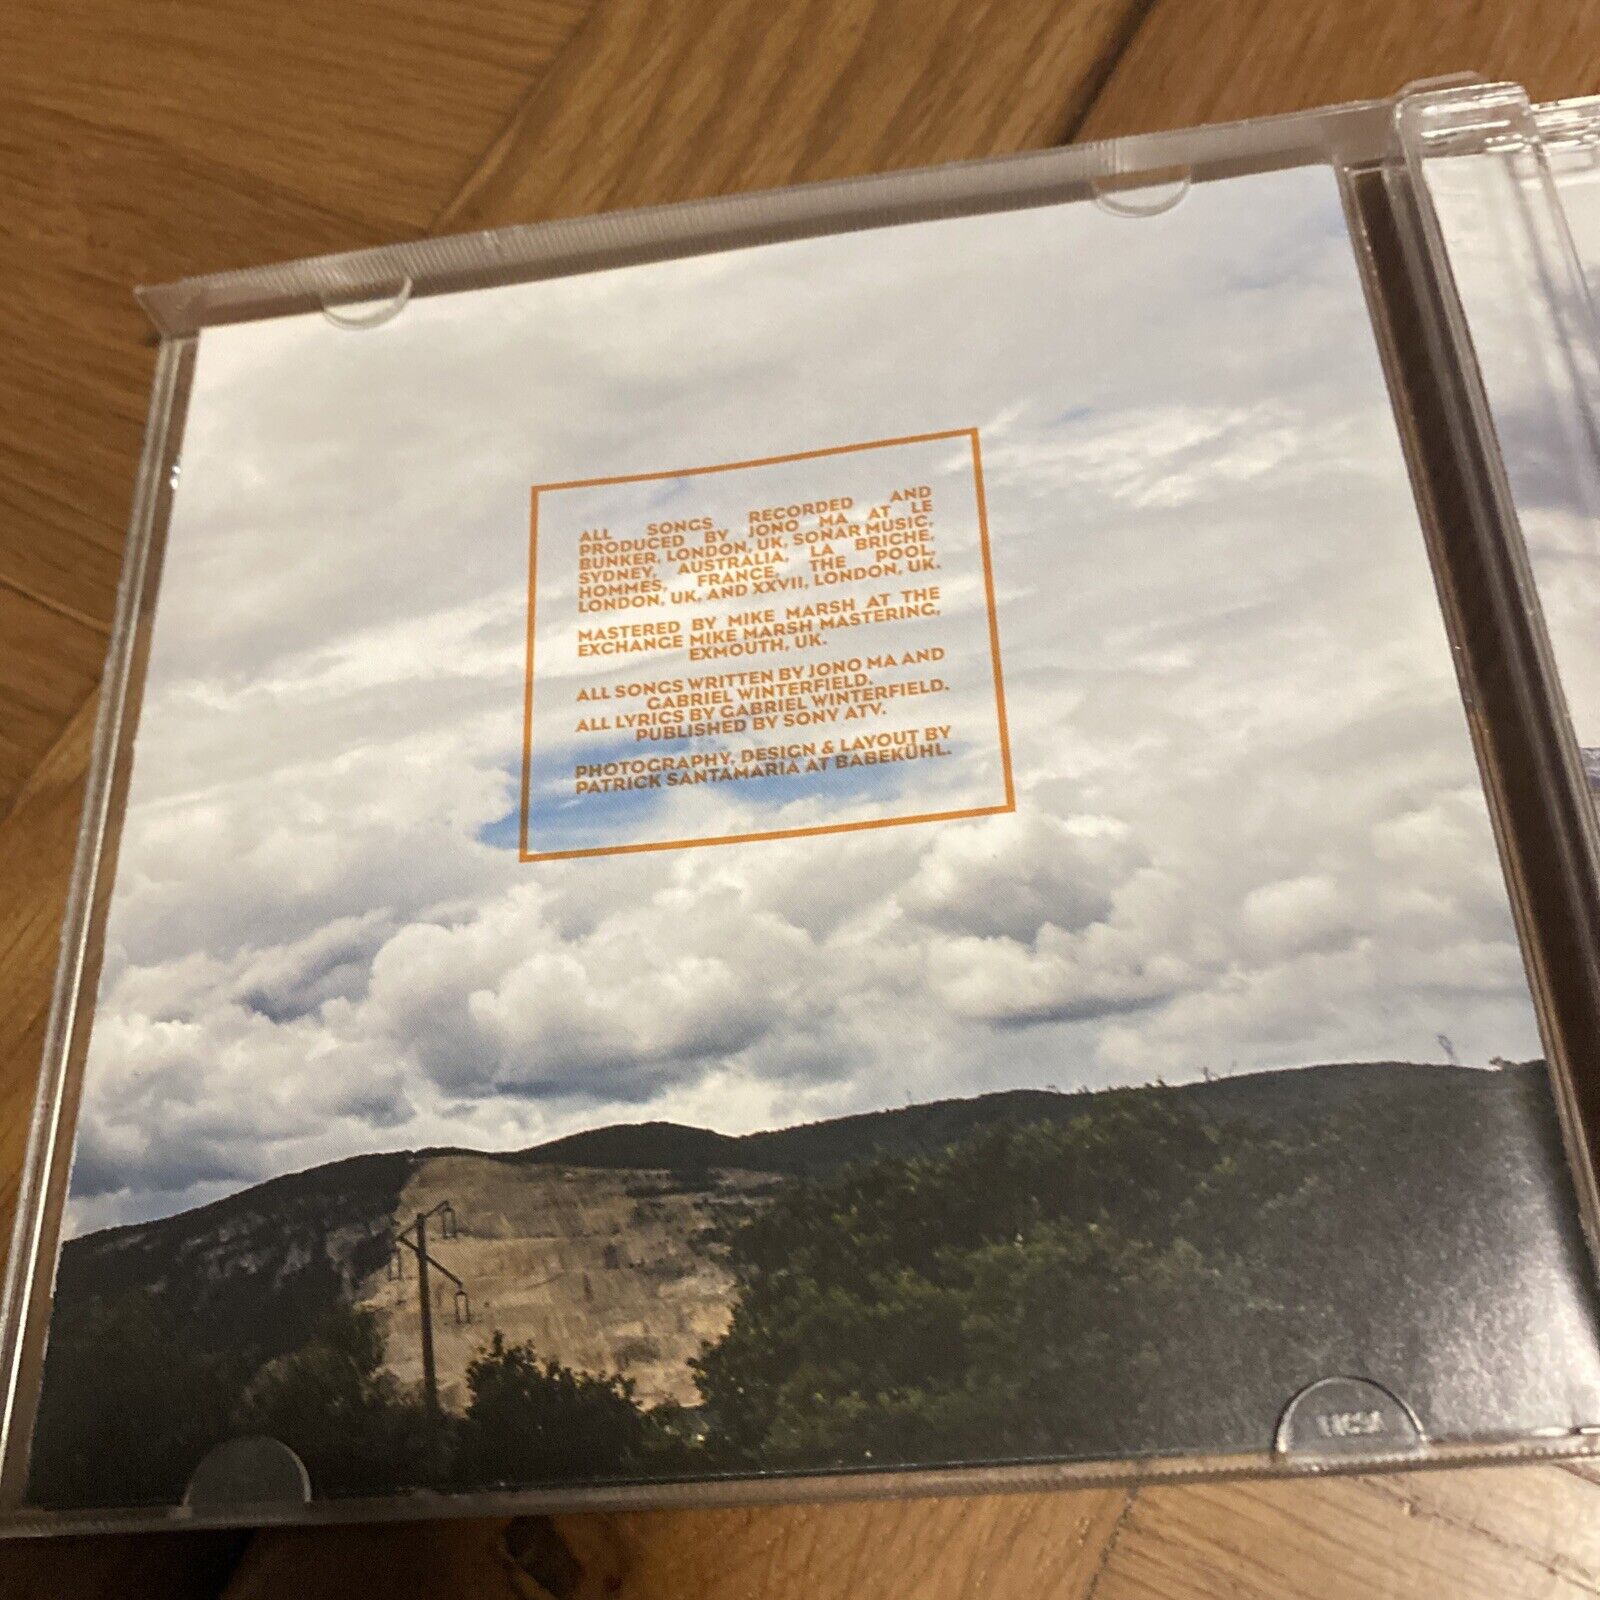 ALL SONGS RECORDED AND
PRODUCED BY JONO MA AT LE
BUNKER, LONDON, UK, SONAR MUSIC,
SYDNEY, AUSTRALIA, LA BRICHE,
HOMMES, FRANCE, THE POOL,
LONDON, UK, AND XXVII, LONDON, UK.
MASTERED BY MIKE MARSH AT THE
EXCHANGE MIKE MARSH MASTERING,
EXMOUTH, UK.
ALL SONGS WRITTEN BY JONO MA AND
GABRIEL WINTERFIELD.
ALL LYRICS BY GABRIEL WINTERFIELD.
PUBLISHED BY SONY ATV.
PHOTOGRAPHY, DESIGN & LAYOUT BY
PATRICK SANTAMARIA AT BABEKÜHL.